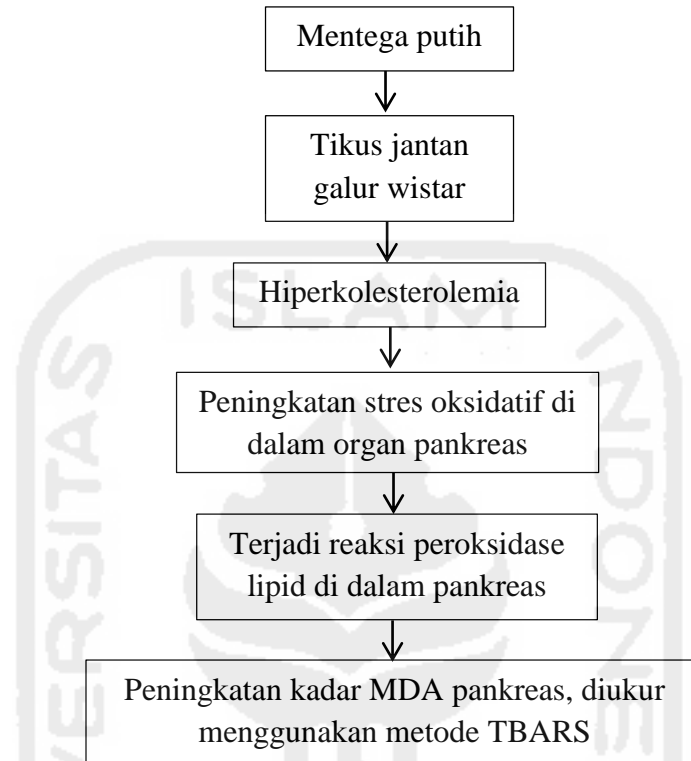 Mentega putih
Tikus jantan
galur wistar
Hiperkolesterolemia
Peningkatan stres oksidatif di
dalam organ pankreas
Terjadi reaksi peroksidase
lipid di dalam pankreas
Peningkatan kadar MDA pankreas, diukur
menggunakan metode TBARS
ISLAM